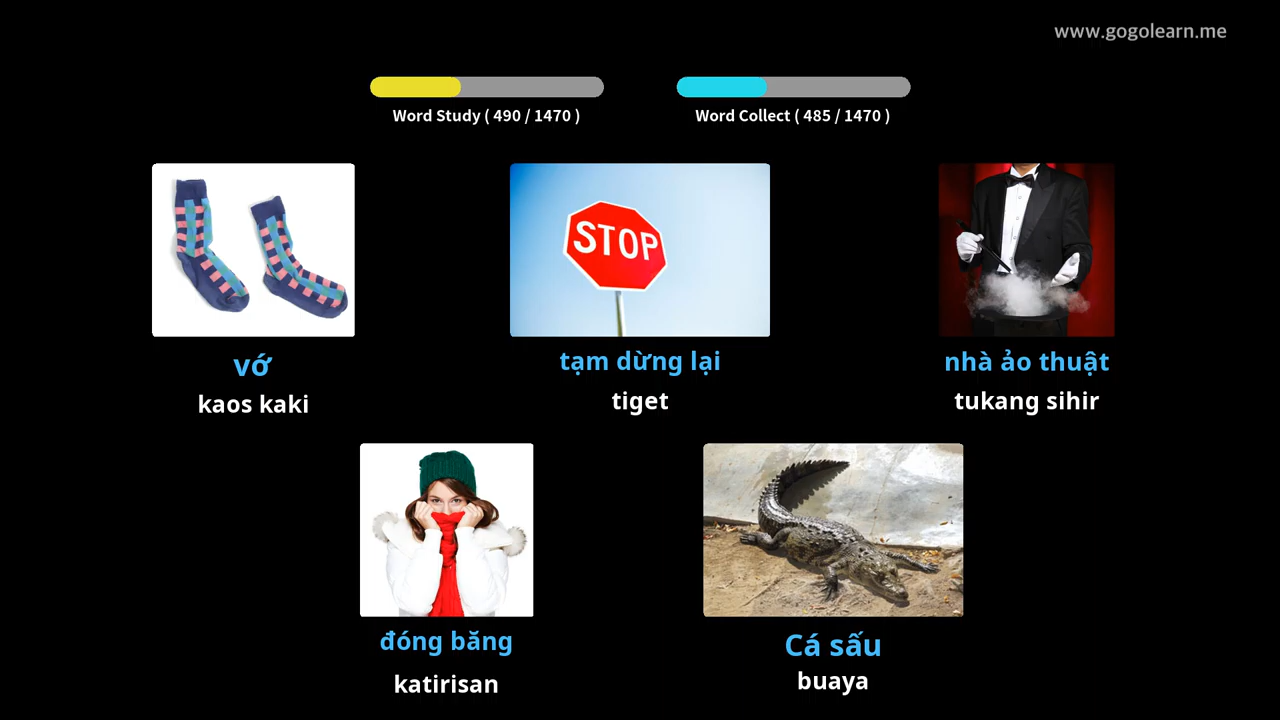 www.gogolearn.me
Word Study ( 490 / 1470 )
Word Collect ( 485 / 1470 )
STOP
vớ
kaos kaki
tạm dừng lại
tiget
nhà ảo thuật
tukang sihir
đóng băng
katirisan
Cá sấu
buaya